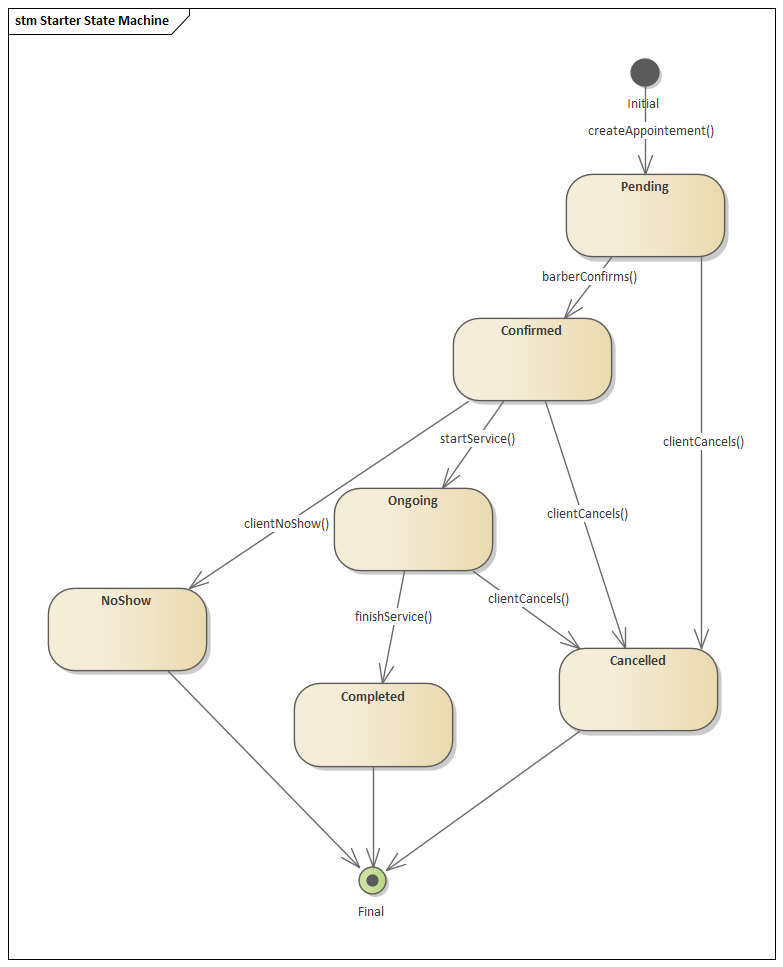 stm Starter State Machine
Initial
createAppointement()
Pending
barberConfirms()
Confirmed
startService()
clientCancels()
Ongoing
clientCancels()
clientNoShow()
NoShow
clientCancels()
finishService()
Cancelled
Completed
Final